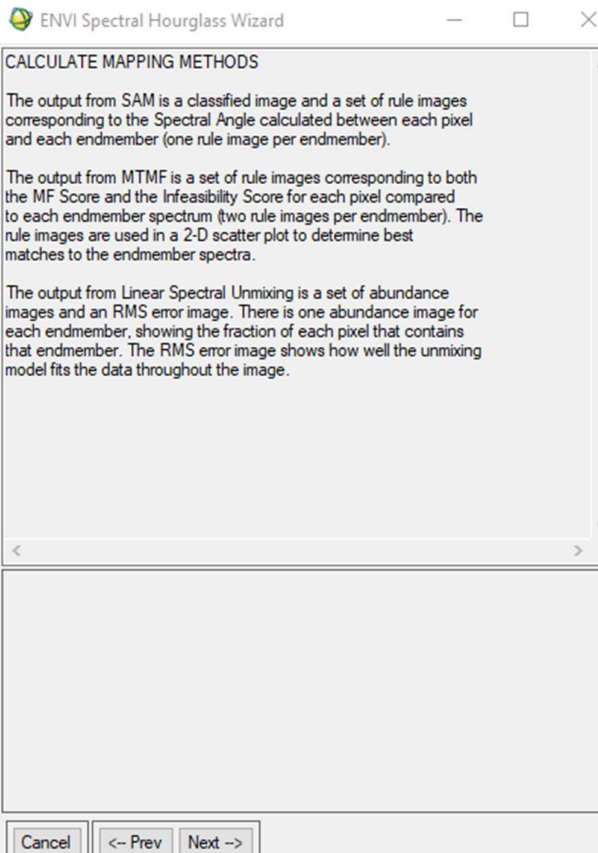 ENVI Spectral Hourglass Wizard
CALCULATE MAPPING METHODS
The output from SAM is a classified image and a set of rule images
corresponding to the Spectral Angle calculated between each pixel
and each endmember (one rule image per endmember).
The output from MTMF is a set of rule images corresponding to both
the MF Score and the Infeasibility Score for each pixel compared
to each endmember spectrum (two rule images per endmember). The
rule images are used in a 2-D scatter plot to determine best
matches to the endmember spectra.
The output from Linear Spectral Unmixing is a set of abundance
images and an RMS error image. There is one abundance image for
each endmember, showing the fraction of each pixel that contains
that endmember. The RMS error image shows how well the unmixing
model fits the data throughout the image.
Cancel <-- Prev Next -->